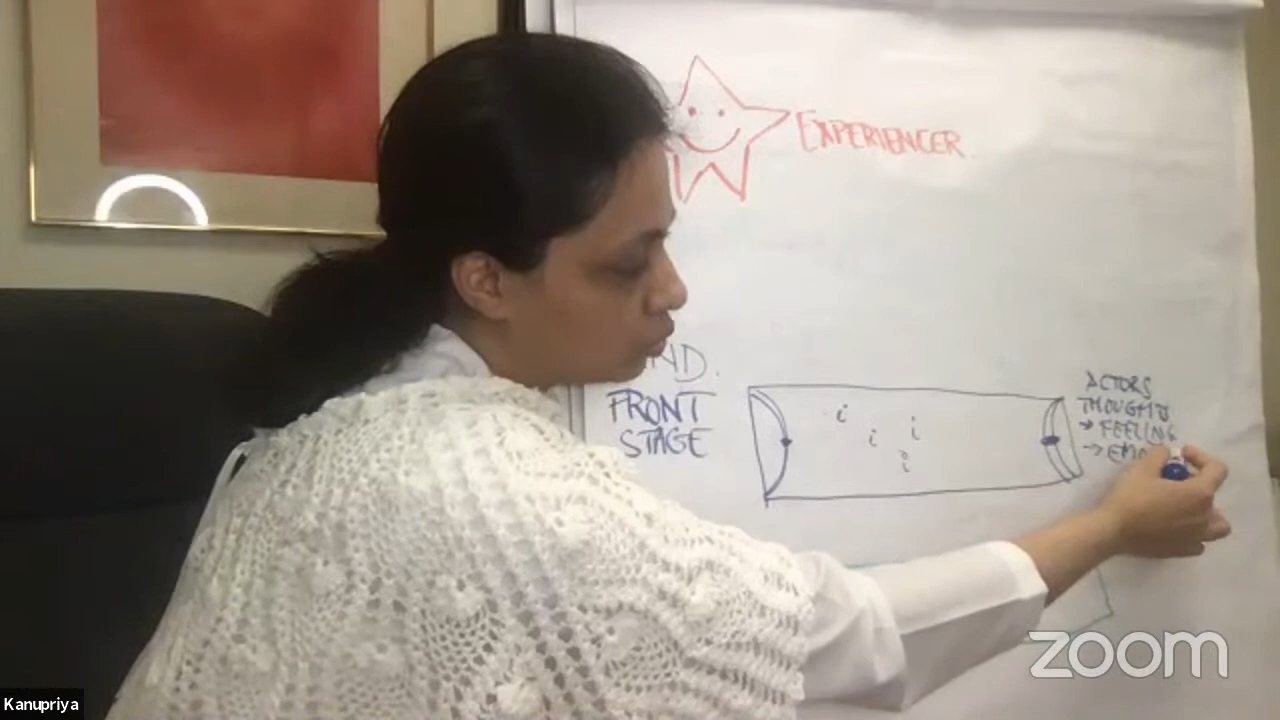 EXPERIENCER
FRONT
STAGE
i
i
i
i
ACTORS
THOUGHTS
→ FEELING
zoom
Kanupriya